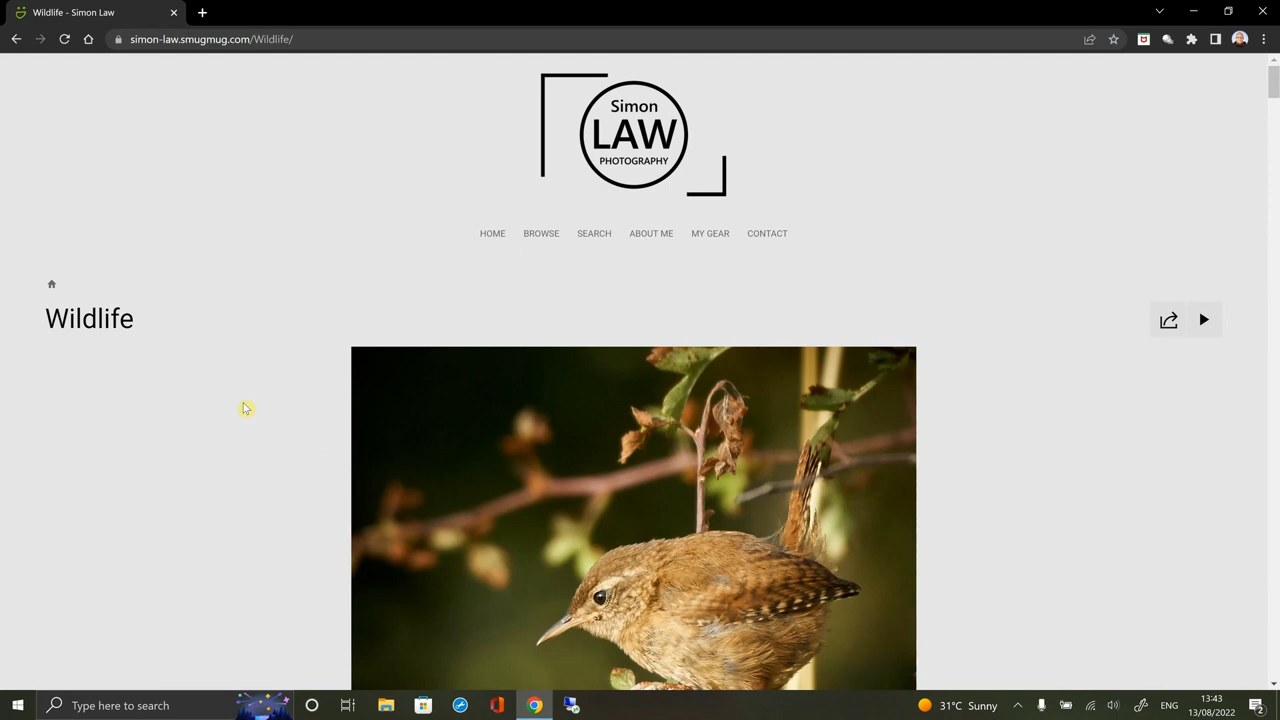 Wildlife - Simon Law
simon-law.smugmug.com/Wildlife/
Simon
LAW
PHOTOGRAPHY
HOME BROWSE SEARCH ABOUT ME MY GEAR CONTACT
Wildlife
Type here to search
31°C Sunny
ENG
13:43
13/08/2022
2